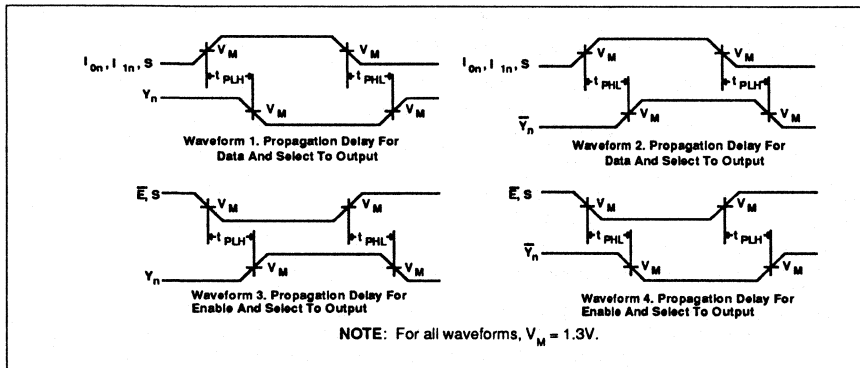 I0n, I1n, S
VM
VM
tPLH
tPHL
Yn
VM
VM
Waveform 1. Propagation Delay For
Data And Select To Output
I0n, I1n, S
VM
VM
tPHL
tPLH
Y̅n
VM
VM
Waveform 2. Propagation Delay For
Data And Select To Output
E̅, S
VM
VM
tPLH
tPHL
Yn
VM
VM
Waveform 3. Propagation Delay For
Enable And Select To Output
E̅, S
VM
VM
tPHL
tPLH
Y̅n
VM
VM
Waveform 4. Propagation Delay For
Enable And Select To Output
NOTE: For all waveforms, VM = 1.3V.